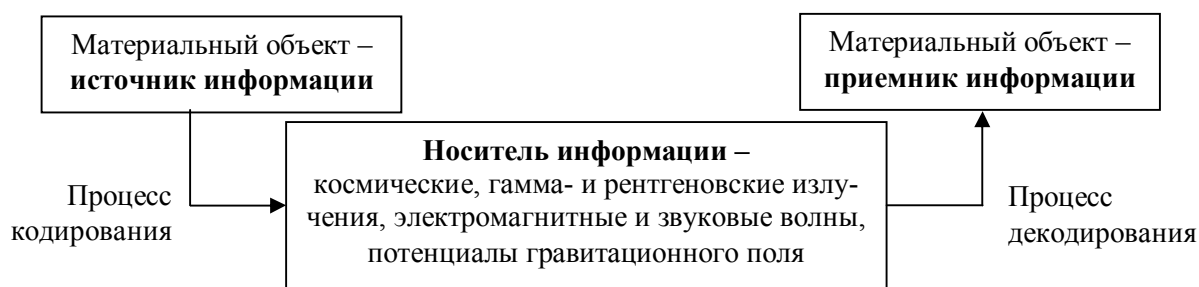 Материальный объект –
источник информации
Материальный объект –
приемник информации
Носитель информации –
космические, гамма- и рентгеновские излу-
чения, электромагнитные и звуковые волны,
потенциалы гравитационного поля
Процесс
кодирования
Процесс
декодирования